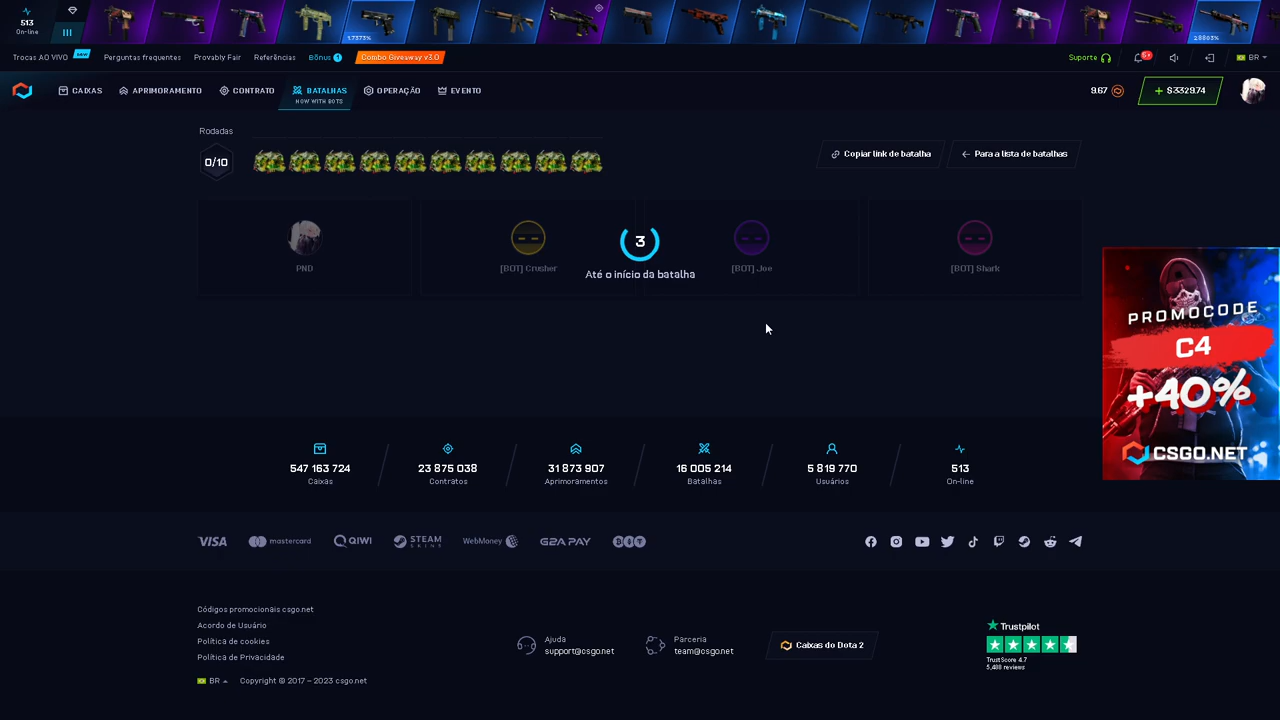 513
On-line
1.7373%
2.8803%
Trocas AO VIVO
Perguntas frequentes
Provably Fair
Referências
Bônus 1
Combo Giveaway v3.0
Suporte
5+
BR
CAIXAS
APRIMORAMENTO
CONTRATO
BATALHAS
NOW WITH BOTS
OPERAÇÃO
EVENTO
9.67
+ $3329.74
Rodadas
0/10
Copiar link de batalha
Para a lista de batalhas
PND
[BOT] Crusher
3
Até o início da batalha
[BOT] Joe
[BOT] Shark
PROMOCODE
C4
+40%
CSGO.NET
547 163 724
Caixas
23 875 038
Contratos
31 873 907
Aprimoramentos
16 005 214
Batalhas
5 819 770
Usuários
513
On-line
VISA
mastercard
QIWI
STEAM
SKINS
WebMoney
G2A PAY
BIT
Códigos promocionais csgo.net
Acordo de Usuário
Política de cookies
Política de Privacidade
BR
Copyright © 2017 – 2023 csgo.net
Ajuda
support@csgo.net
Parceria
team@csgo.net
Caixas do Dota 2
Trustpilot
TrustScore 4.7
5,480 reviews